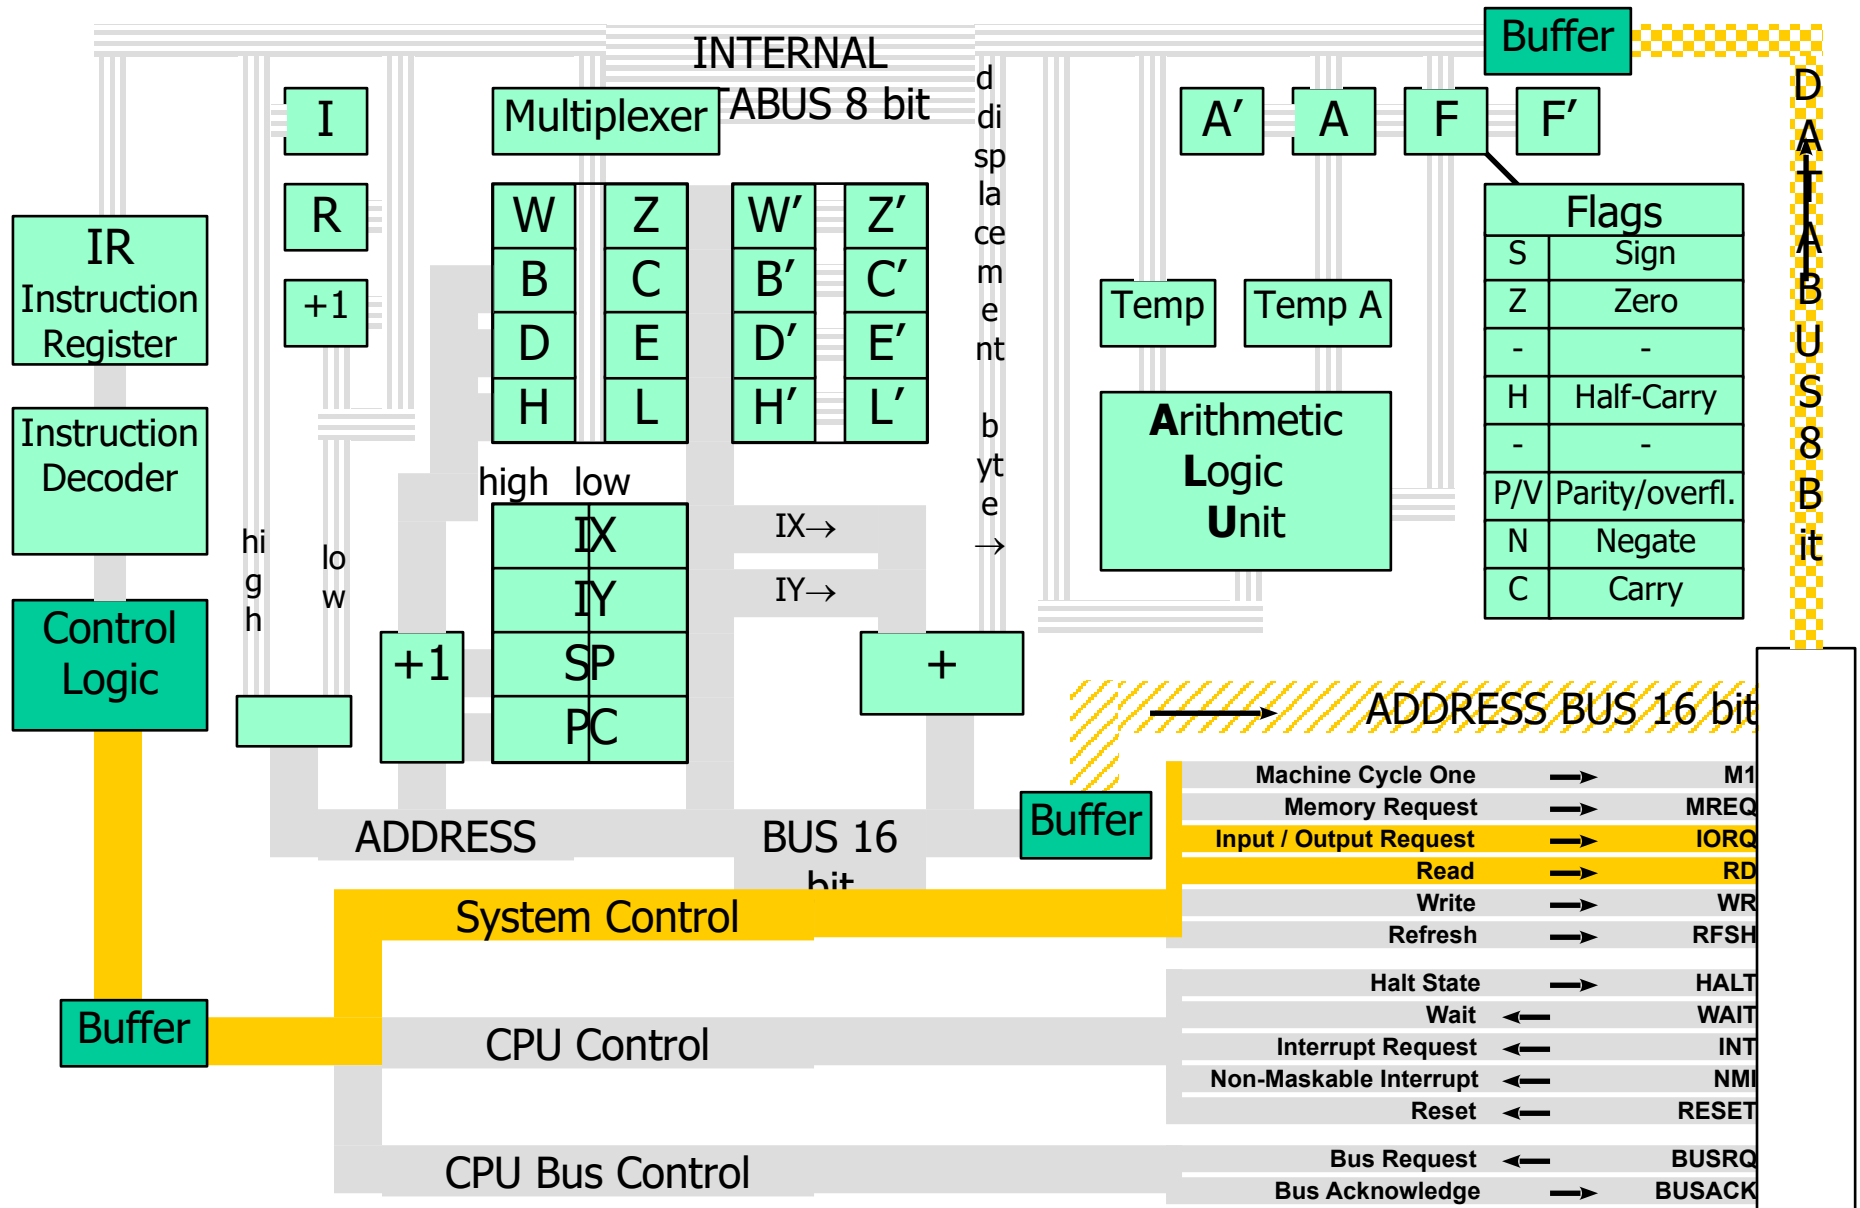 INTERNAL
TABUS 8 bit
Buffer
I
R
+1
Multiplexer
IR
Instruction
Register
Instruction
Decoder
Control
Logic
Buffer
hi
g
h
lo
w
W Z W′ Z′
B C B′ C′
D E D′ E′
H L H′ L′
high low
IX
IY
SP
PC
+1
IX→
IY→
+
d
di
sp
la
ce
m
e
nt
b
yt
e
→
A′ A F F′
Temp
Temp A
Arithmetic
Logic
Unit
Flags
S Sign
Z Zero
- -
H Half-Carry
- -
P/V Parity/overfl.
N Negate
C Carry
D
A
T
A
B
U
S
8
B
it
ADDRESS BUS 16 bit
ADDRESS BUS 16
bit
Buffer
System Control
CPU Control
CPU Bus Control
Machine Cycle One → M1
Memory Request → MREQ
Input / Output Request → IORQ
Read → RD
Write → WR
Refresh → RFSH
Halt State → HALT
Wait ← WAIT
Interrupt Request ← INT
Non-Maskable Interrupt ← NMI
Reset ← RESET
Bus Request ← BUSRQ
Bus Acknowledge → BUSACK